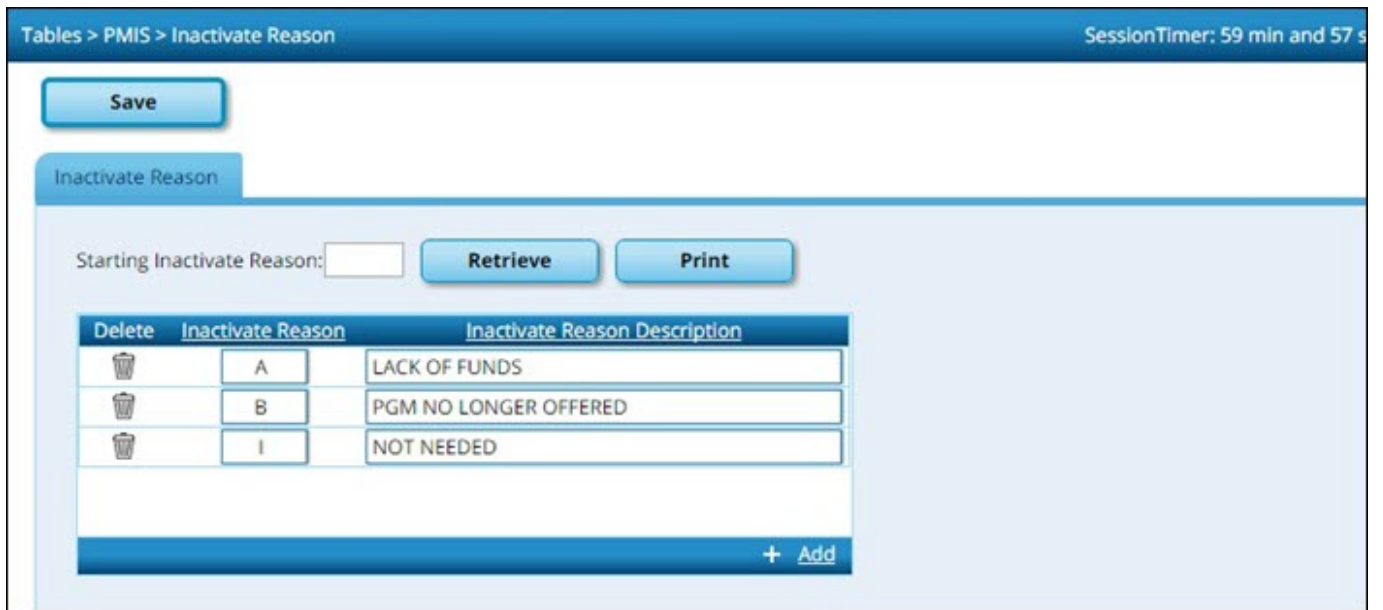 Tables > PMIS > Inactivate Reason SessionTimer: 59 min and 57 s
Save
Inactivate Reason
Starting Inactivate Reason: Retrieve Print
Delete Inactivate Reason Inactivate Reason Description
A LACK OF FUNDS
B PGM NO LONGER OFFERED
I NOT NEEDED
+ Add